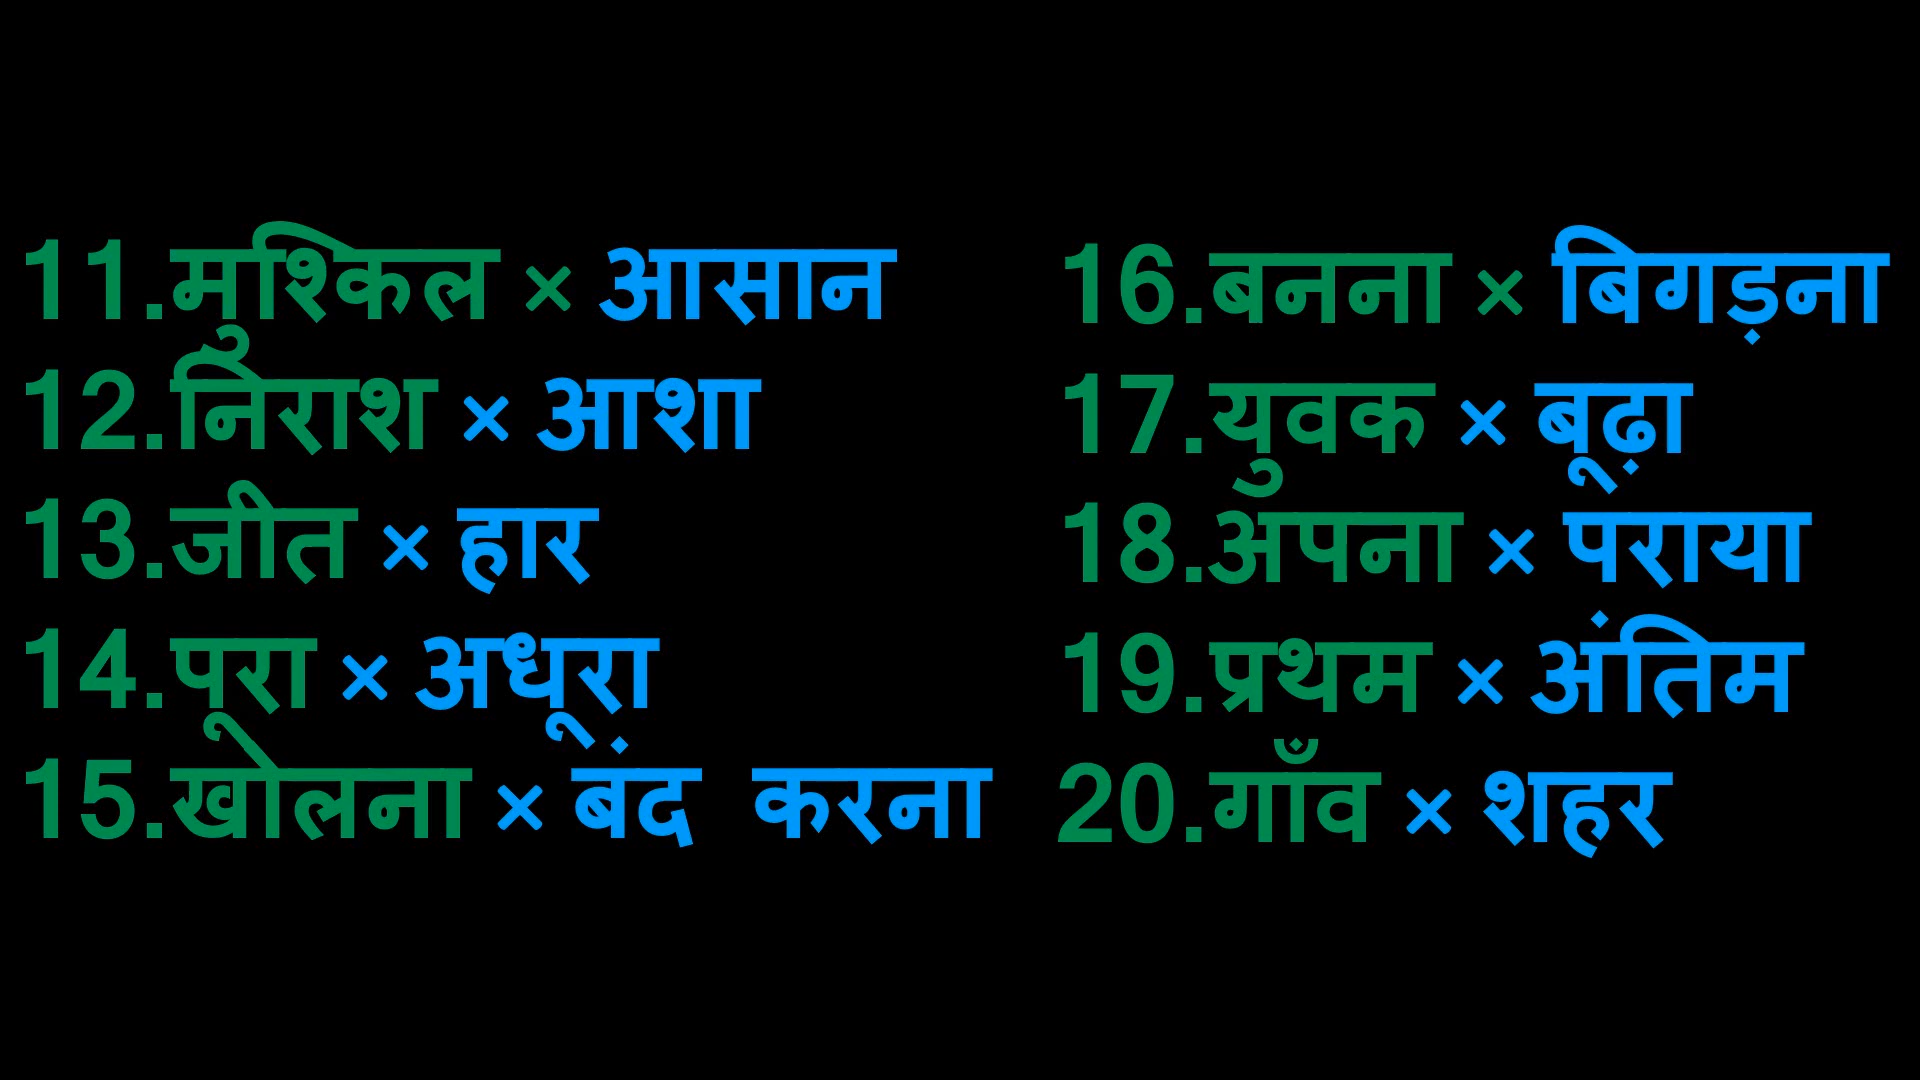 11.मुश्किल × आसान
12.निराश × आशा
13.जीत × हार
14.पूरा × अधूरा
15.खोलना × बंद करना
16.बनना × बिगड़ना
17.युवक × बूढ़ा
18.अपना × पराया
19.प्रथम × अंतिम
20.गाँव × शहर